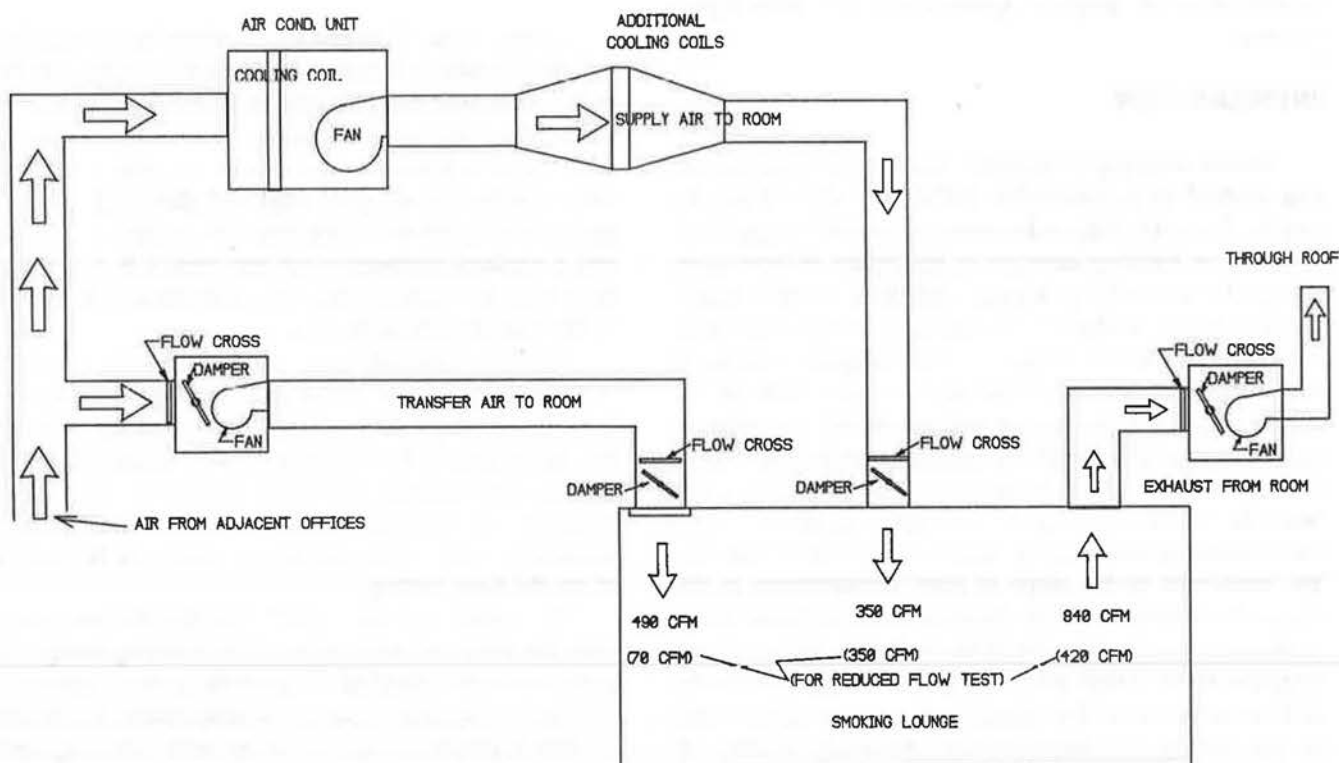 AIR COND. UNIT
ADDITIONAL
COOLING COILS
COOLING COIL
FAN
SUPPLY AIR TO ROOM
THROUGH ROOF
FLOW CROSS
DAMPER
FAN
TRANSFER AIR TO ROOM
FLOW CROSS
DAMPER
FLOW CROSS
DAMPER
FLOW CROSS
DAMPER
FAN
EXHAUST FROM ROOM
AIR FROM ADJACENT OFFICES
490 CFM
350 CFM
840 CFM
(70 CFM)
(350 CFM)
(420 CFM)
(FOR REDUCED FLOW TEST)
SMOKING LOUNGE